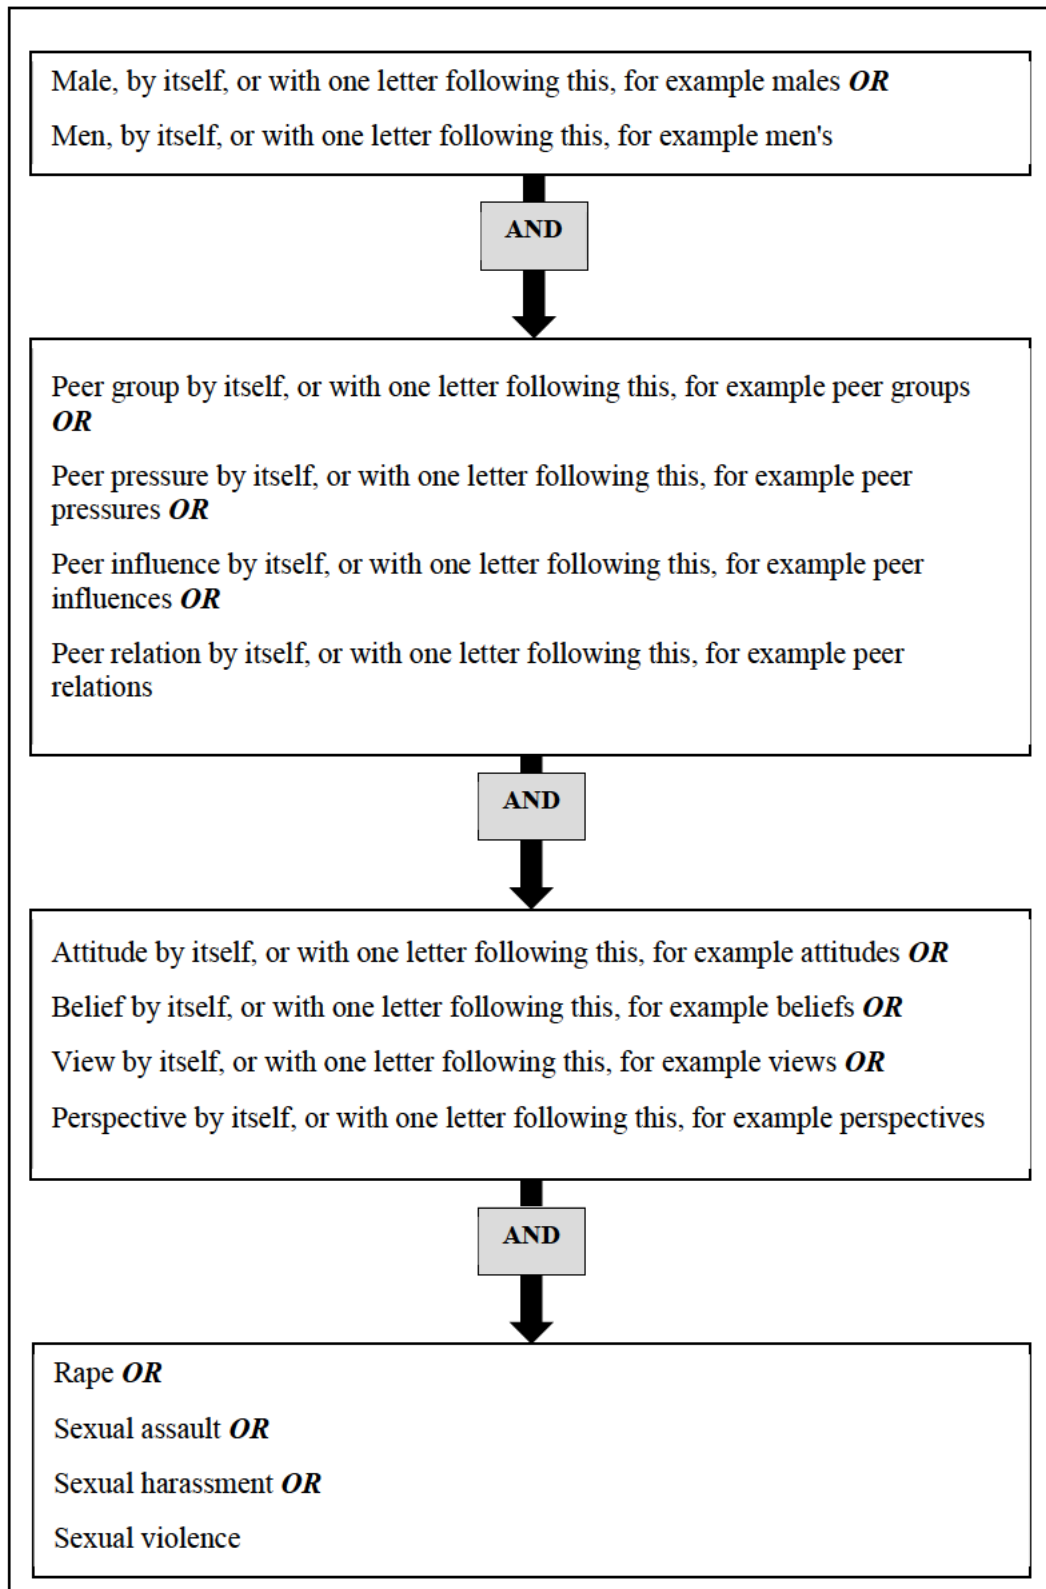 Male, by itself, or with one letter following this, for example males OR
Men, by itself, or with one letter following this, for example men's
AND
Peer group by itself, or with one letter following this, for example peer groups
OR
Peer pressure by itself, or with one letter following this, for example peer
pressures OR
Peer influence by itself, or with one letter following this, for example peer
influences OR
Peer relation by itself, or with one letter following this, for example peer
relations
AND
Attitude by itself, or with one letter following this, for example attitudes OR
Belief by itself, or with one letter following this, for example beliefs OR
View by itself, or with one letter following this, for example views OR
Perspective by itself, or with one letter following this, for example perspectives
AND
Rape OR
Sexual assault OR
Sexual harassment OR
Sexual violence